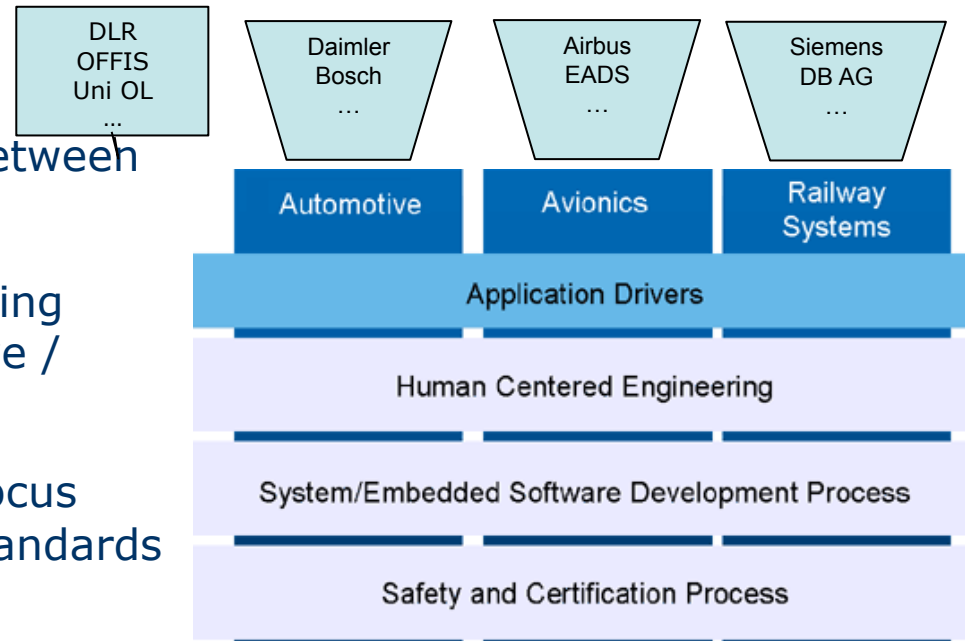 DLR
OFFIS
Uni OL
...
Daimler
Bosch
…
Airbus
EADS
…
Siemens
DB AG
…
etween
ing
e /
ocus
andards
Automotive
Avionics
Railway
Systems
Application Drivers
Human Centered Engineering
System/Embedded Software Development Process
Safety and Certification Process